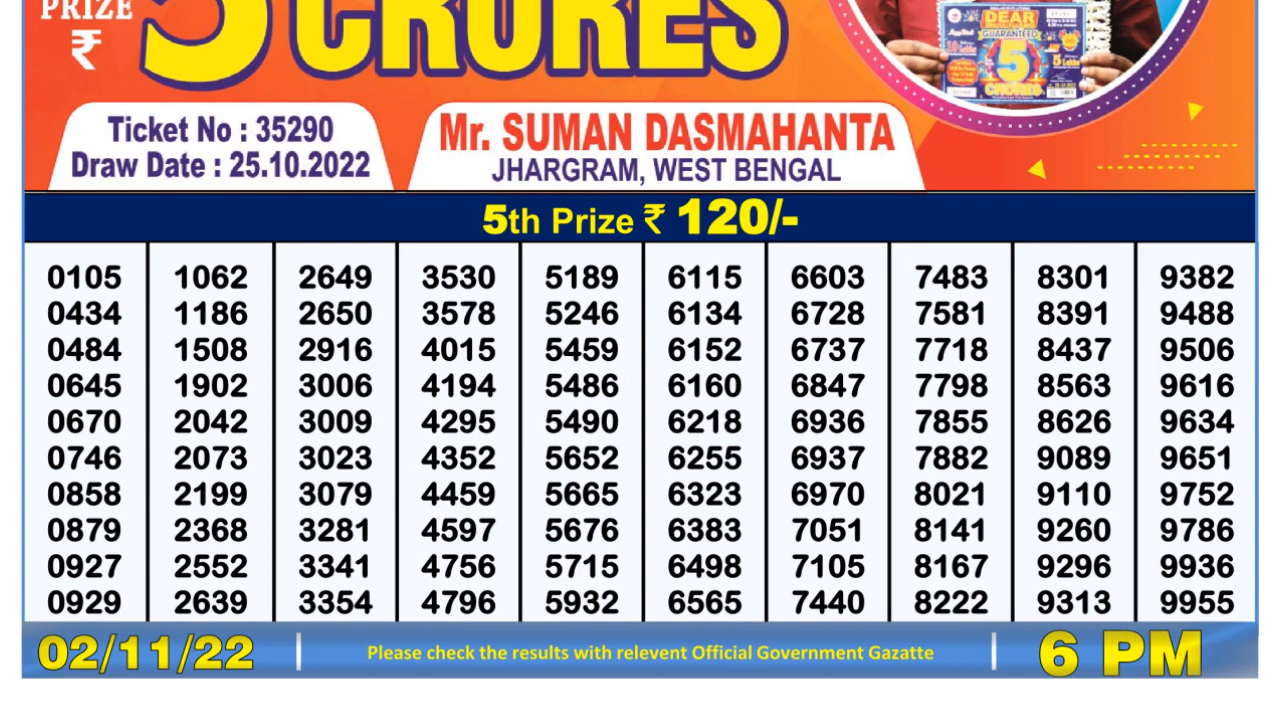 PRIZE
₹ 5 CRORES
DEAR
GUARANTEED
5
CRORES
Ticket No : 35290
Draw Date : 25.10.2022
Mr. SUMAN DASMAHANTA
JHARGRAM, WEST BENGAL
5th Prize ₹ 120/-
0105 1062 2649 3530 5189 6115 6603 7483 8301 9382
0434 1186 2650 3578 5246 6134 6728 7581 8391 9488
0484 1508 2916 4015 5459 6152 6737 7718 8437 9506
0645 1902 3006 4194 5486 6160 6847 7798 8563 9616
0670 2042 3009 4295 5490 6218 6936 7855 8626 9634
0746 2073 3023 4352 5652 6255 6937 7882 9089 9651
0858 2199 3079 4459 5665 6323 6970 8021 9110 9752
0879 2368 3281 4597 5676 6383 7051 8141 9260 9786
0927 2552 3341 4756 5715 6498 7105 8167 9296 9936
0929 2639 3354 4796 5932 6565 7440 8222 9313 9955
02/11/22 Please check the results with relevent Official Government Gazatte 6 PM